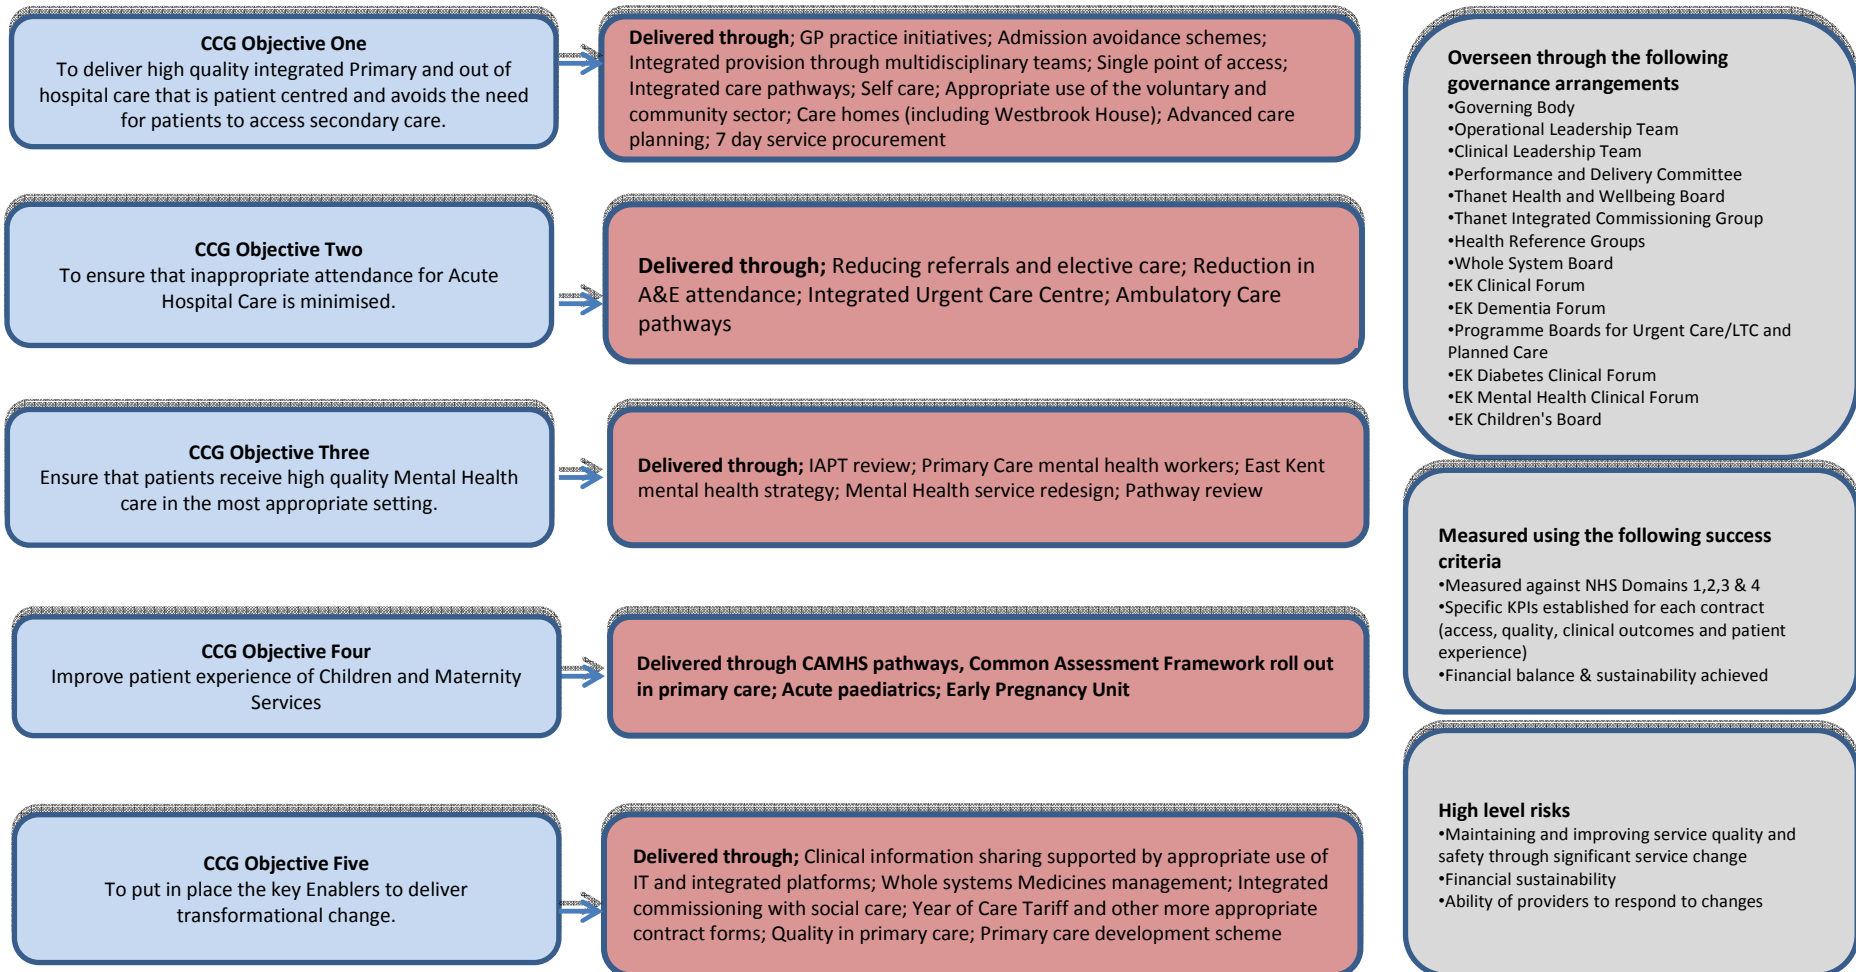 CCG Objective One
To deliver high quality integrated Primary and out of
hospital care that is patient centred and avoids the need
for patients to access secondary care.
Delivered through; GP practice initiatives; Admission avoidance schemes;
Integrated provision through multidisciplinary teams; Single point of access;
Integrated care pathways; Self care; Appropriate use of the voluntary and
community sector; Care homes (including Westbrook House); Advanced care
planning; 7 day service procurement
CCG Objective Two
To ensure that inappropriate attendance for Acute
Hospital Care is minimised.
Delivered through; Reducing referrals and elective care; Reduction in
A&E attendance; Integrated Urgent Care Centre; Ambulatory Care
pathways
CCG Objective Three
Ensure that patients receive high quality Mental Health
care in the most appropriate setting.
Delivered through; IAPT review; Primary Care mental health workers; East Kent
mental health strategy; Mental Health service redesign; Pathway review
CCG Objective Four
Improve patient experience of Children and Maternity
Services
Delivered through CAMHS pathways, Common Assessment Framework roll out
in primary care; Acute paediatrics; Early Pregnancy Unit
CCG Objective Five
To put in place the key Enablers to deliver
transformational change.
Delivered through; Clinical information sharing supported by appropriate use of
IT and integrated platforms; Whole systems Medicines management; Integrated
commissioning with social care; Year of Care Tariff and other more appropriate
contract forms; Quality in primary care; Primary care development scheme
Overseen through the following
governance arrangements
•Governing Body
•Operational Leadership Team
•Clinical Leadership Team
•Performance and Delivery Committee
•Thanet Health and Wellbeing Board
•Thanet Integrated Commissioning Group
•Health Reference Groups
•Whole System Board
•EK Clinical Forum
•EK Dementia Forum
•Programme Boards for Urgent Care/LTC and
Planned Care
•EK Diabetes Clinical Forum
•EK Mental Health Clinical Forum
•EK Children's Board
Measured using the following success
criteria
•Measured against NHS Domains 1,2,3 & 4
•Specific KPIs established for each contract
(access, quality, clinical outcomes and patient
experience)
•Financial balance & sustainability achieved
High level risks
•Maintaining and improving service quality and
safety through significant service change
•Financial sustainability
•Ability of providers to respond to changes